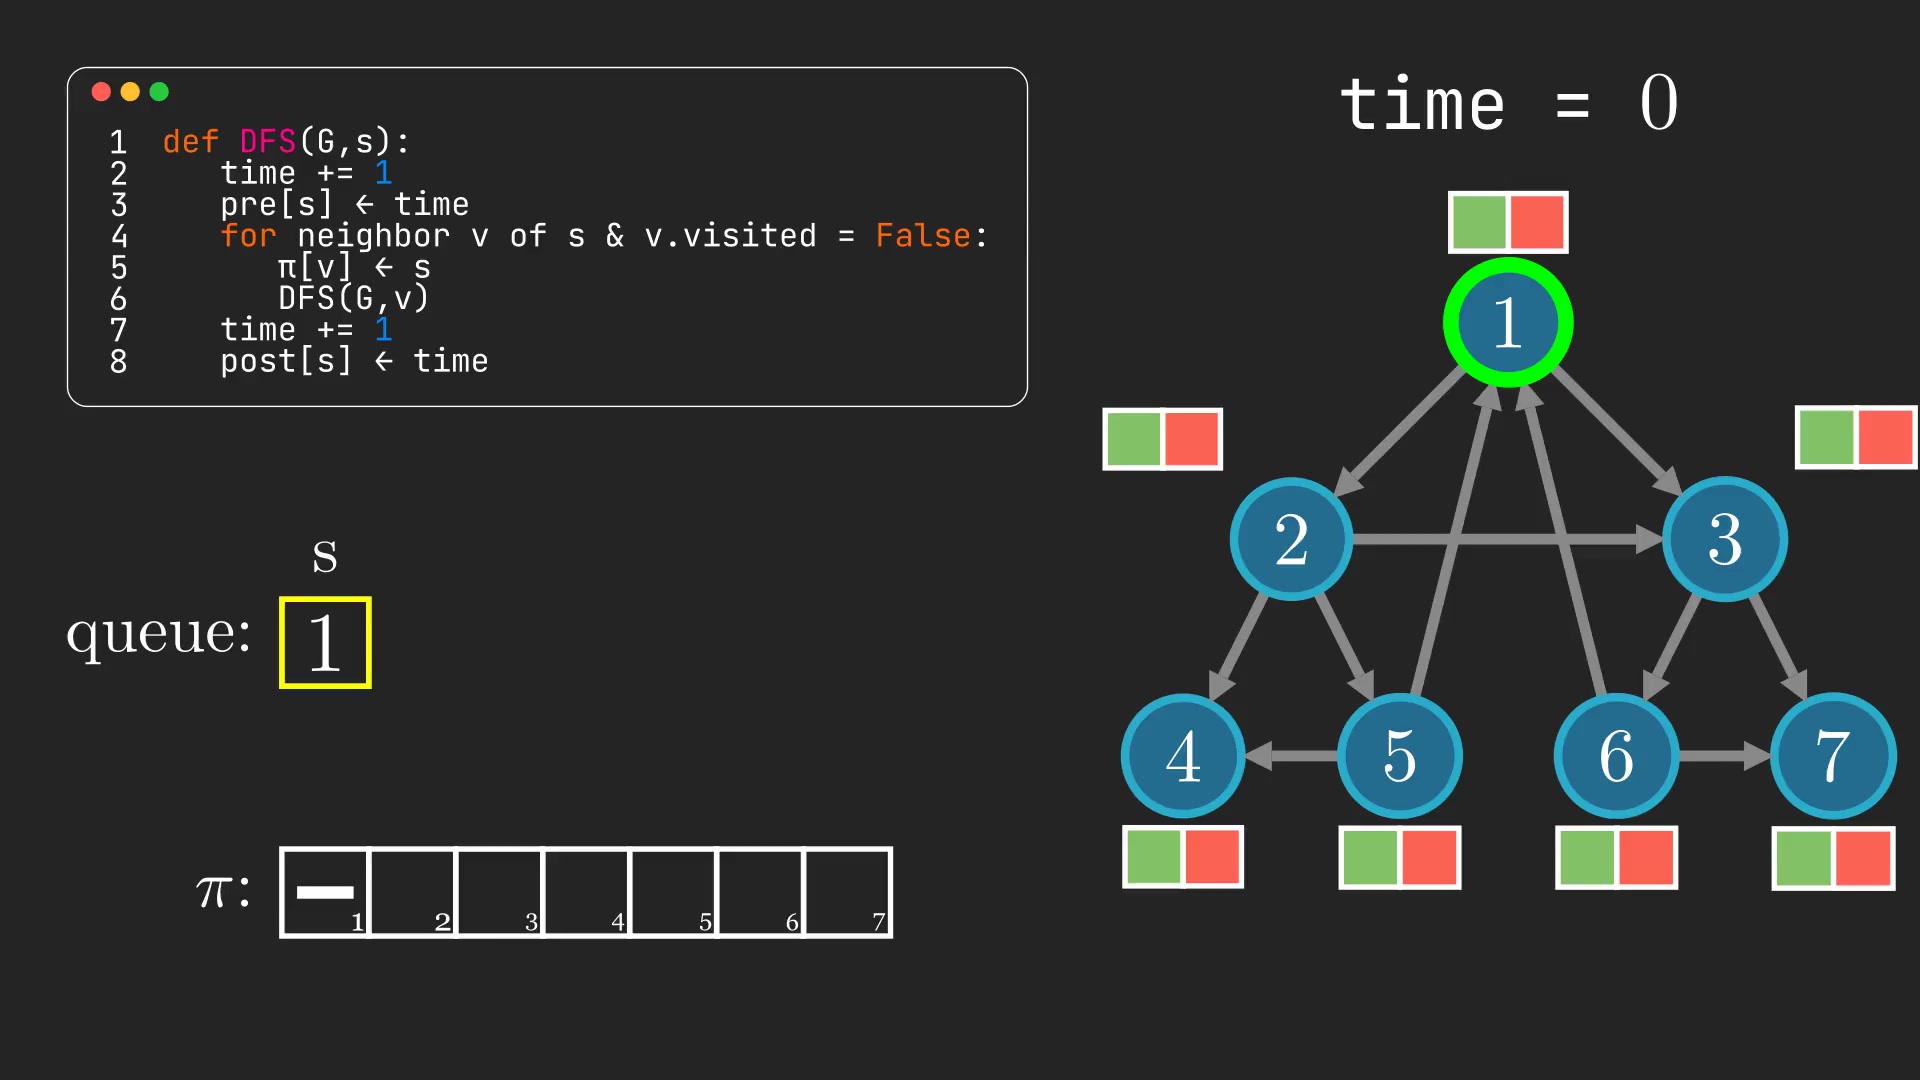 1 def DFS(G,s):
2 time += 1
3 pre[s] ← time
4 for neighbor v of s & v.visited = False:
5 π[v] ← s
6 DFS(G,v)
7 time += 1
8 post[s] ← time
time = 0
1
2 3
4 5 6 7
s
queue: 1
π: — 1 2 3 4 5 6 7